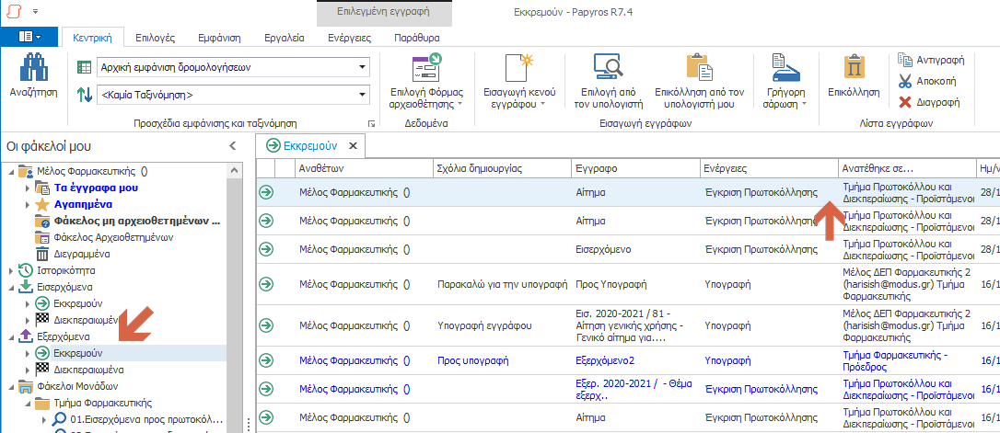 Επιλεγμένη εγγραφή
Εκκρεμούν - Papyros R7.4
Κεντρική Επιλογές Εμφάνιση Εργαλεία Ενέργειες Παράθυρα
Αναζήτηση
Αρχική εμφάνιση δρομολογήσεων
<Καμία Ταξινόμηση>
Προσχέδια εμφάνισης και ταξινόμηση
Επιλογή Φόρμας
αρχειοθέτησης
Δεδομένα
Εισαγωγή κενού
εγγράφου
Επιλογή από
τον υπολογιστή
Επικόλληση από τον
υπολογιστή μου
Γρήγορη
σάρωση
Εισαγωγή εγγράφων
Επικόλληση
Αντιγραφή
Αποκοπή
Διαγραφή
Λίστα εγγράφων
Οι φάκελοί μου
Μέλος Φαρμακευτικής ()
Τα έγγραφα μου
Αγαπημένα
Φάκελος μη αρχειοθετημένων ...
Φάκελος Αρχειοθετημένων
Διεγραμμένα
Ιστορικότητα
Εισερχόμενα
Εκκρεμούν
Διεκπεραιωμένα
Εξερχόμενα
Εκκρεμούν
Διεκπεραιωμένα
Φάκελοι Μονάδων
Τμήμα Φαρμακευτικής
01.Εισερχόμενα προς πρωτοκόλ...
Εκκρεμούν
Αναθέτων Σχόλια δημιουργίας Έγγραφο Ενέργειες Ανατέθηκε σε... Ημ/ν
Μέλος Φαρμακευτικής () Αίτημα Έγκριση Πρωτοκόλλησης Τμήμα Πρωτοκόλλου και 28/1
Διεκπεραίωσης - Προϊστάμενοι
Μέλος Φαρμακευτικής () Αίτημα Έγκριση Πρωτοκόλλησης Τμήμα Πρωτοκόλλου και 28/1
Διεκπεραίωσης - Προϊστάμενοι
Μέλος Φαρμακευτικής () Εισερχόμενο Έγκριση Πρωτοκόλλησης Τμήμα Πρωτοκόλλου και 28/1
Διεκπεραίωσης - Προϊστάμενοι
Μέλος Φαρμακευτικής () Παρακαλώ για την υπογραφή Προς Υπογραφή Υπογραφή Μέλος ΔΕΠ Φαρμακευτικής 2 16/1
(harisish@modus.gr) Τμήμα
Φαρμακευτικής
Μέλος Φαρμακευτικής () Υπογραφή εγγράφου Εισ. 2020-2021 / 81 - Υπογραφή Μέλος ΔΕΠ Φαρμακευτικής 2 16/1
Αίτηση γενικής χρήσης - (harisish@modus.gr) Τμήμα
Γενικό αίτημα για.... Φαρμακευτικής
Μέλος Φαρμακευτικής () Προς υπογραφή Εξερχόμενο2 Υπογραφή Τμήμα Φαρμακευτικής - 16/1
Πρόεδρος
Μέλος Φαρμακευτικής () Εξερ. 2020-2021 / - Θέμα Έγκριση Πρωτοκόλλησης Τμήμα Πρωτοκόλλου και 16/1
εξερχ.. Διεκπεραίωσης - Προϊστάμενοι
Μέλος Φαρμακευτικής () Αίτημα Έγκριση Πρωτοκόλλησης Τμήμα Πρωτοκόλλου και 16/1
Διεκπεραίωσης - Προϊστάμενοι